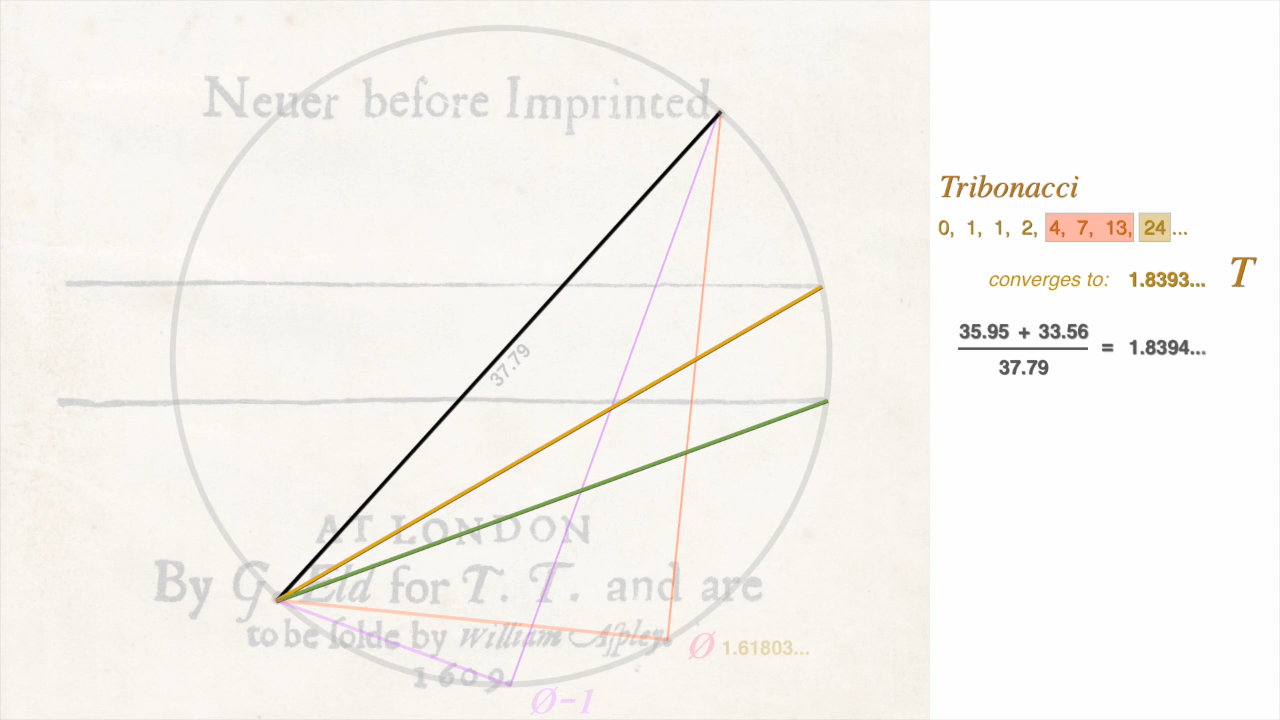 Neuer before Imprinted.
37.79
AT LONDON
By G. Eld for T. T. and are
to be ſolde by William Aſpley.
1609.
Ø 1.61803...
Ø-1
Tribonacci
0, 1, 1, 2, 4, 7, 13, 24 ...
converges to: 1.8393... T
35.95 + 33.56
= 1.8394...
37.79